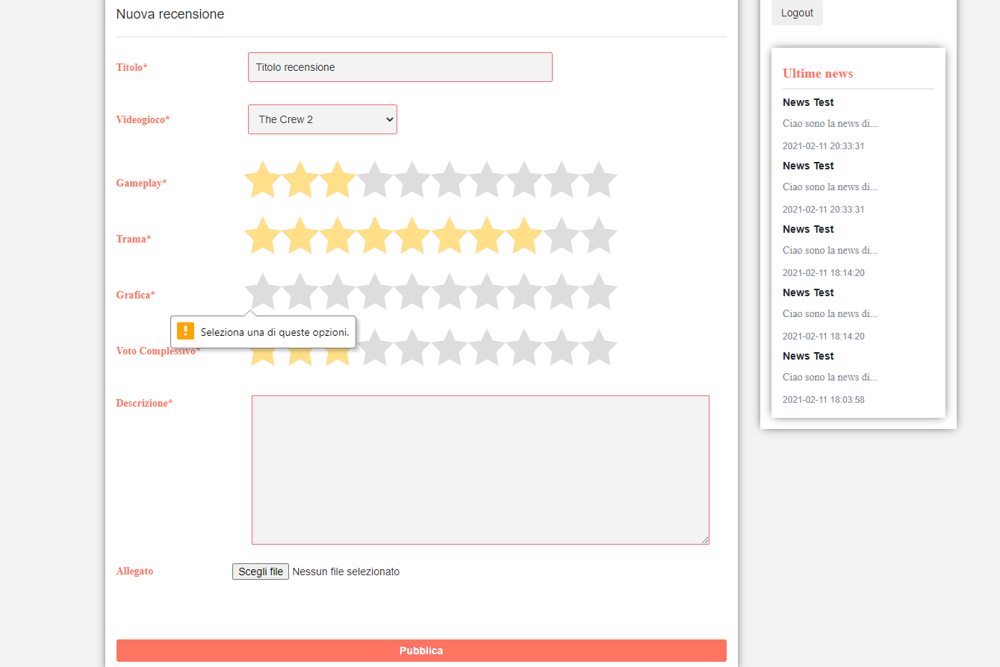 Nuova recensione
Titolo*
Titolo recensione
Videogioco*
The Crew 2
Gameplay*
Trama*
Grafica*
Seleziona una di queste opzioni.
Voto Complessivo*
Descrizione*
Allegato
Scegli file Nessun file selezionato
Pubblica
Logout
Ultime news
News Test
Ciao sono la news di...
2021-02-11 20:33:31
News Test
Ciao sono la news di...
2021-02-11 20:33:31
News Test
Ciao sono la news di...
2021-02-11 18:14:20
News Test
Ciao sono la news di...
2021-02-11 18:14:20
News Test
Ciao sono la news di...
2021-02-11 18:03:58